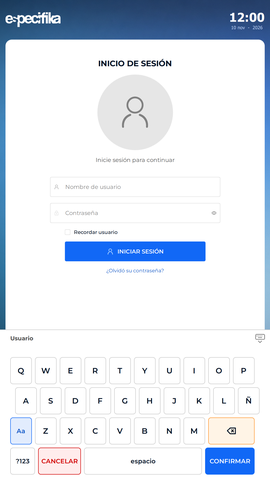 e-specifika
12:00
10 nov - 2026
INICIO DE SESIÓN
Inicie sesión para continuar
Nombre de usuario
Contraseña
Recordar usuario
INICIAR SESIÓN
¿Olvidó su contraseña?
Usuario
Q W E R T Y U I O P
A S D F G H J K L Ñ
Aa Z X C V B N M
?123 CANCELAR espacio CONFIRMAR